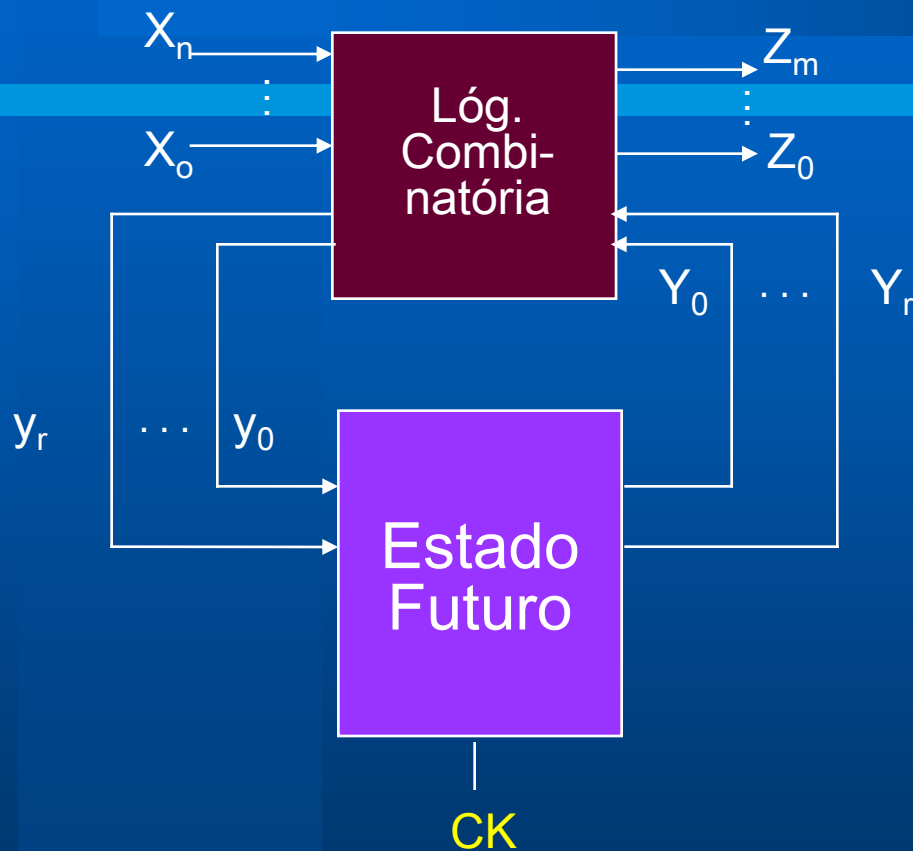 Xₙ
Zₘ
⋮
⋮
Lóg.
Combi-
natória
Xₒ
Z₀
Y₀ . . . Yᵣ
yᵣ . . . y₀
Estado
Futuro
CK